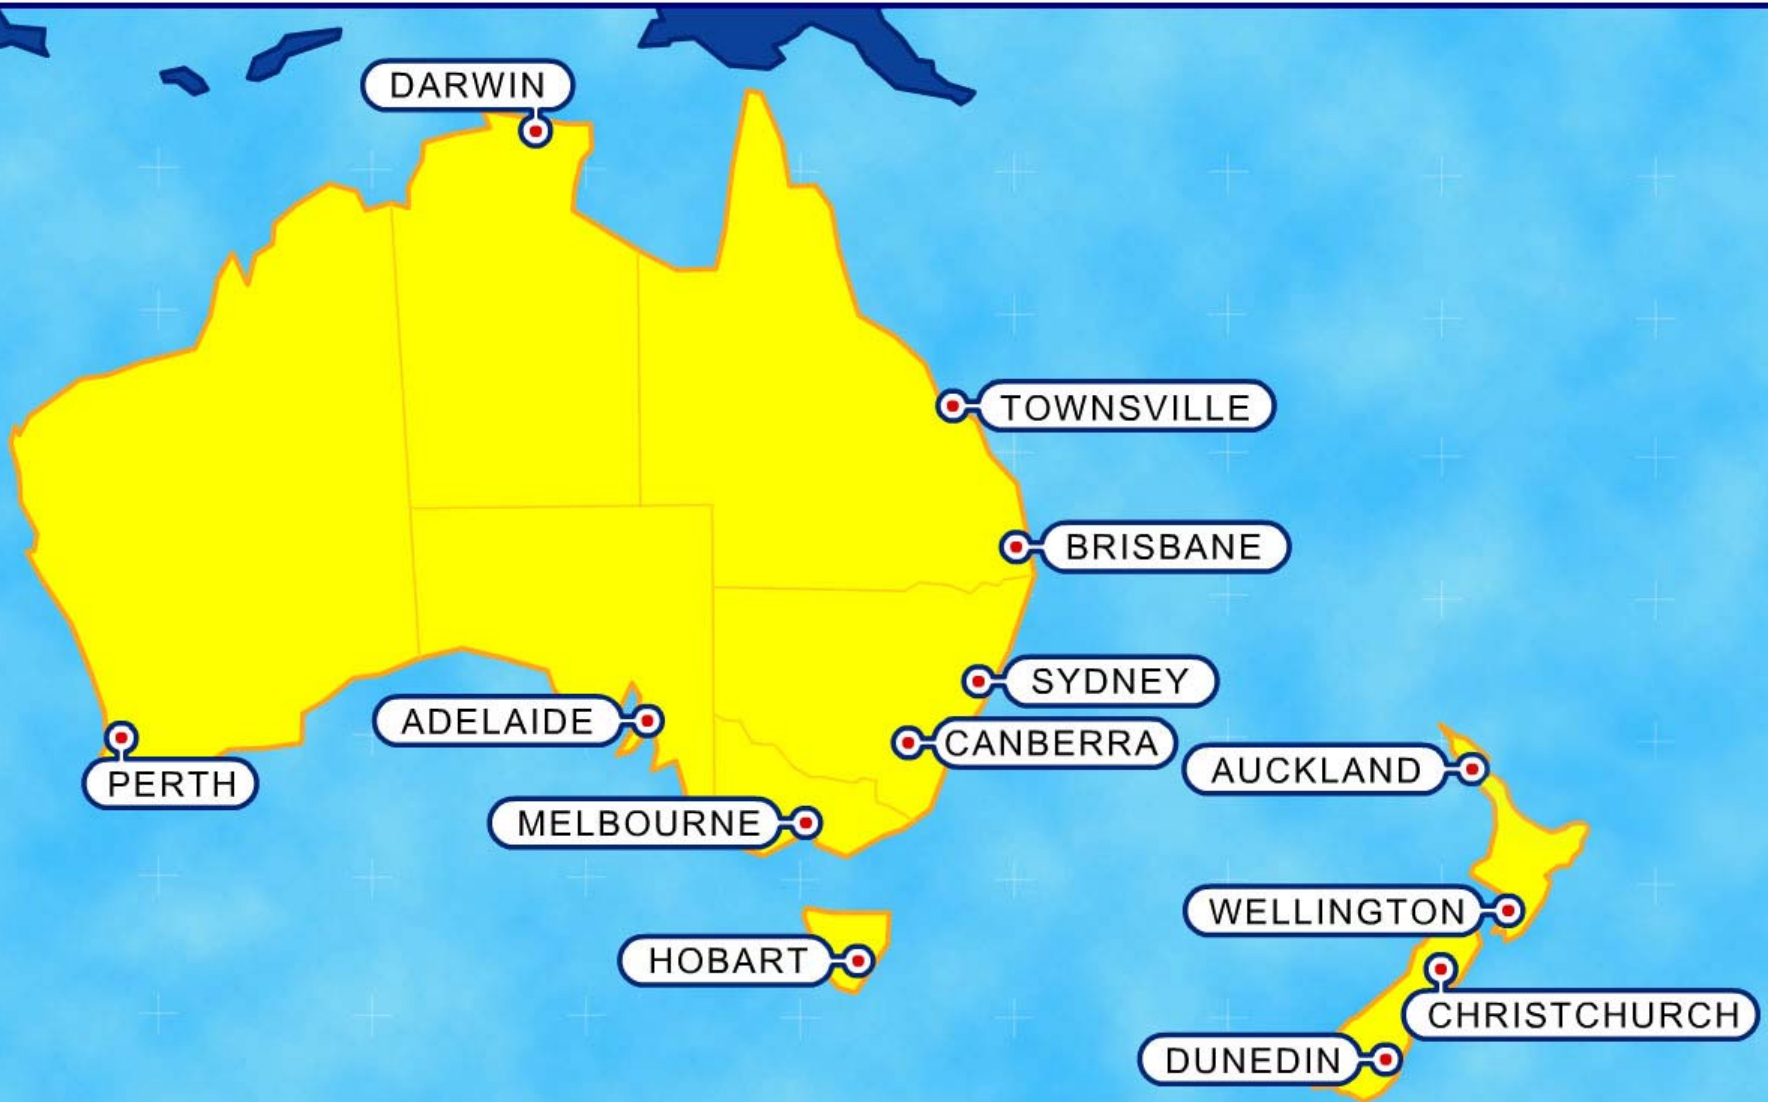 DARWIN
TOWNSVILLE
BRISBANE
SYDNEY
ADELAIDE
CANBERRA
PERTH
AUCKLAND
MELBOURNE
WELLINGTON
HOBART
CHRISTCHURCH
DUNEDIN